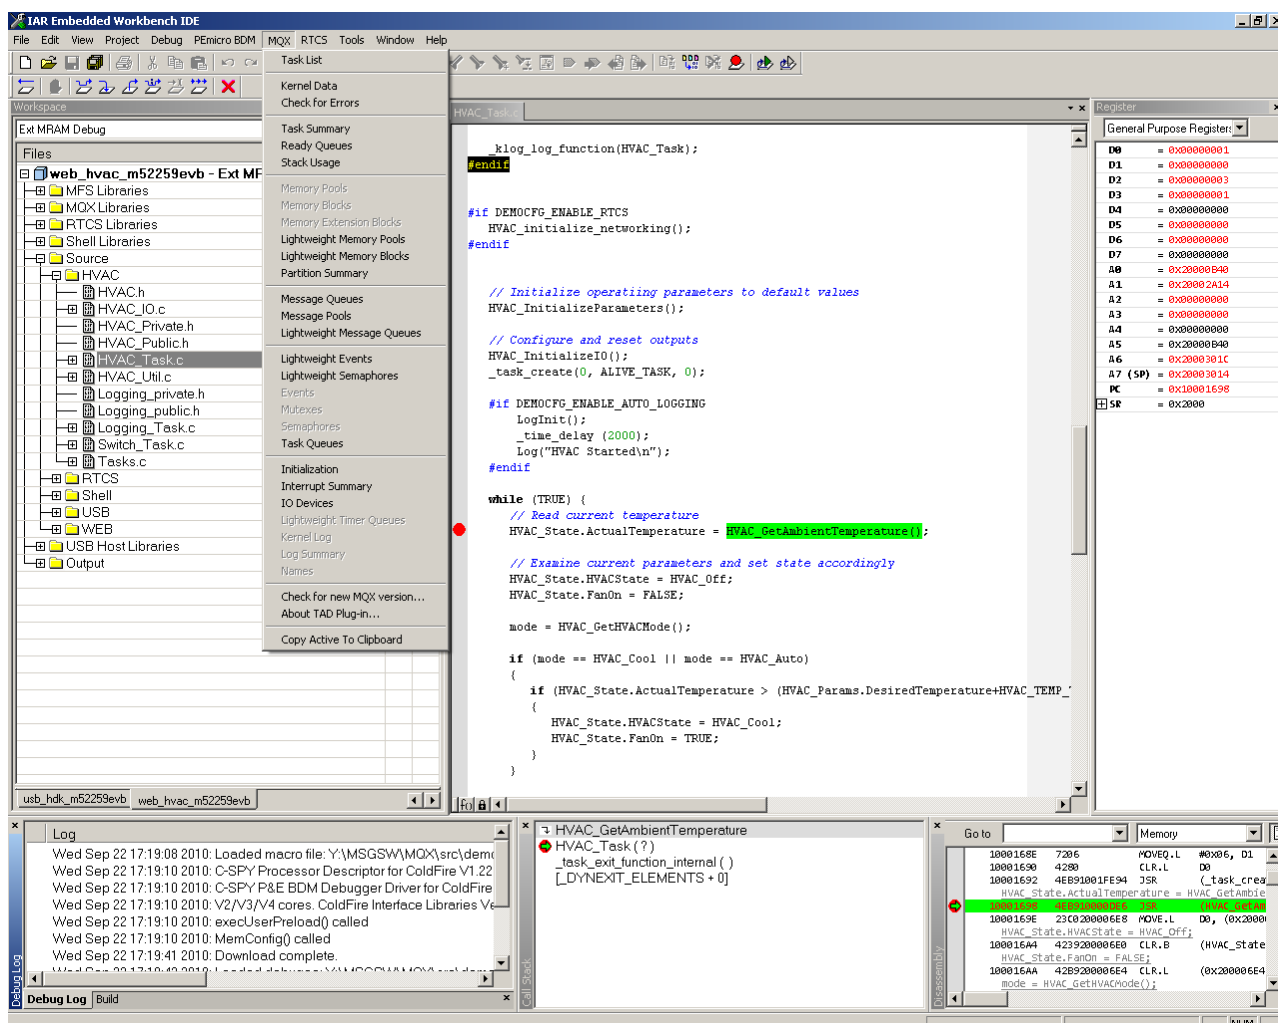 IAR Embedded Workbench IDE
File Edit View Project Debug PEmicro BDM MQX RTCS Tools Window Help
Workspace
Ext MRAM Debug
Files
web_hvac_m52259evb - Ext MF
MFS Libraries
MQX Libraries
RTCS Libraries
Shell Libraries
Source
HVAC
HVAC.h
HVAC_IO.c
HVAC_Private.h
HVAC_Public.h
HVAC_Task.c
HVAC_Util.c
Logging_private.h
Logging_public.h
Logging_Task.c
Switch_Task.c
Tasks.c
RTCS
Shell
USB
WEB
USB Host Libraries
Output
usb_hdk_m52259evb web_hvac_m52259evb
Task List
Kernel Data
Check for Errors
Task Summary
Ready Queues
Stack Usage
Memory Pools
Memory Blocks
Memory Extension Blocks
Lightweight Memory Pools
Lightweight Memory Blocks
Partition Summary
Message Queues
Message Pools
Lightweight Message Queues
Lightweight Events
Lightweight Semaphores
Events
Mutexes
Semaphores
Task Queues
Initialization
Interrupt Summary
IO Devices
Lightweight Timer Queues
Kernel Log
Log Summary
Names
Check for new MQX version...
About TAD Plug-in...
Copy Active To Clipboard
HVAC_Task.c
_klog_log_function(HVAC_Task);
#endif
#if DEMOCFG_ENABLE_RTCS
HVAC_initialize_networking();
#endif
// Initialize operatiing parameters to default values
HVAC_InitializeParameters();
// Configure and reset outputs
HVAC_InitializeIO();
_task_create(0, ALIVE_TASK, 0);
#if DEMOCFG_ENABLE_AUTO_LOGGING
LogInit();
_time_delay (2000);
Log("HVAC Started\n");
#endif
while (TRUE) {
// Read current temperature
HVAC_State.ActualTemperature = HVAC_GetAmbientTemperature();
// Examine current parameters and set state accordingly
HVAC_State.HVACState = HVAC_Off;
HVAC_State.FanOn = FALSE;
mode = HVAC_GetHVACMode();
if (mode == HVAC_Cool || mode == HVAC_Auto)
{
if (HVAC_State.ActualTemperature > (HVAC_Params.DesiredTemperature+HVAC_TEMP_
{
HVAC_State.HVACState = HVAC_Cool;
HVAC_State.FanOn = TRUE;
}
}
fo
Register
General Purpose Registers
D0 = 0x00000001
D1 = 0x00000000
D2 = 0x00000003
D3 = 0x00000001
D4 = 0x00000000
D5 = 0x00000000
D6 = 0x00000000
D7 = 0x00000000
A0 = 0x20000B40
A1 = 0x20002A14
A2 = 0x00000000
A3 = 0x00000000
A4 = 0x00000000
A5 = 0x20000B40
A6 = 0x2000301C
A7 (SP) = 0x20003014
PC = 0x10001698
SR = 0x2000
Log
Wed Sep 22 17:19:08 2010: Loaded macro file: Y:\MSGSW\MQX\src\demo
Wed Sep 22 17:19:10 2010: C-SPY Processor Descriptor for ColdFire V1.22
Wed Sep 22 17:19:10 2010: C-SPY P&E BDM Debugger Driver for ColdFire
Wed Sep 22 17:19:10 2010: V2/V3/V4 cores. ColdFire Interface Libraries Ve
Wed Sep 22 17:19:10 2010: execUserPreload() called
Wed Sep 22 17:19:10 2010: MemConfig() called
Wed Sep 22 17:19:41 2010: Download complete.
Debug Log
Debug Log Build
HVAC_GetAmbientTemperature
HVAC_Task ( ? )
_task_exit_function_internal ( )
[_DYNEXIT_ELEMENTS + 0]
Call Stack
Go to Memory
1000168E 7206 MOVEQ.L #0x06, D1
10001690 4280 CLR.L D0
10001692 4EB91001FE94 JSR (_task_crea
HVAC_State.ActualTemperature = HVAC_GetAmbie
10001698 4EB910000DE6 JSR (HVAC_GetAm
1000169E 23C0200006E8 MOVE.L D0, (0x2000
HVAC_State.HVACState = HVAC_Off;
100016A4 4239200006E0 CLR.B (HVAC_State
HVAC_State.FanOn = FALSE;
100016AA 42B9200006E4 CLR.L (0x200006E4
mode = HVAC_GetHVACMode();
Disassembly
NUM